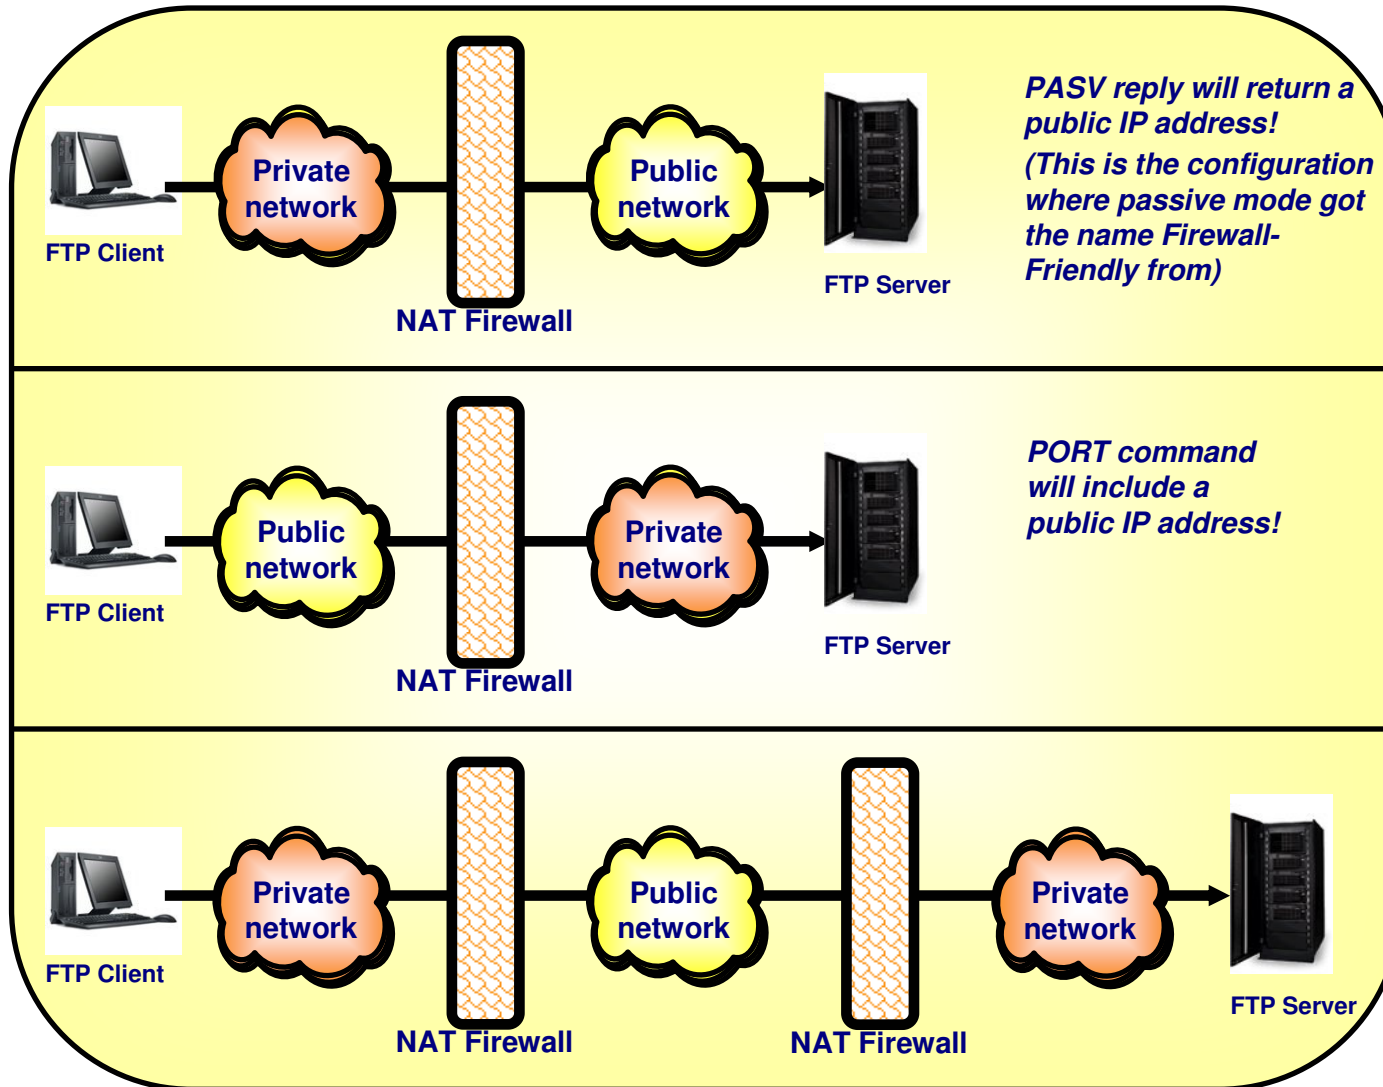 PASV reply will return a
public IP address!
(This is the configuration
where passive mode got
the name Firewall-
Friendly from)
Private
network
Public
network
FTP Client
FTP Server
NAT Firewall
PORT command
will include a
public IP address!
Public
network
Private
network
FTP Client
FTP Server
NAT Firewall
Private
network
Public
network
Private
network
FTP Client
FTP Server
NAT Firewall
NAT Firewall